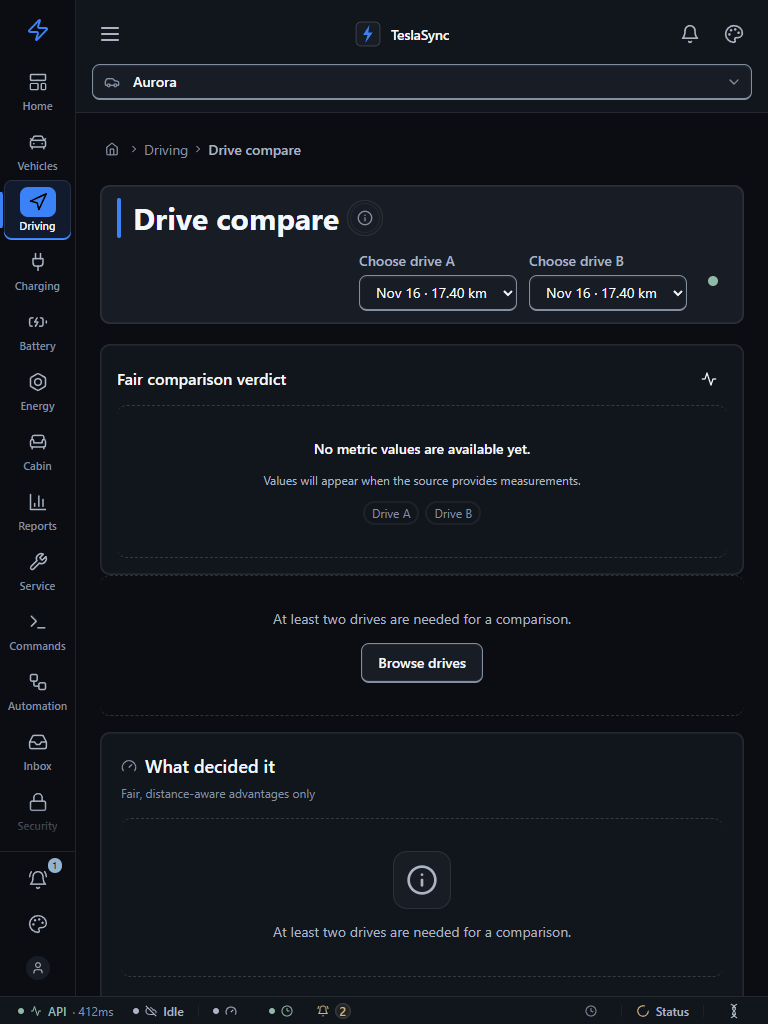 TeslaSync
Aurora
Home
Vehicles
Driving
Charging
Battery
Energy
Cabin
Reports
Service
Commands
Automation
Inbox
Security
1
Driving
Drive compare
Drive compare
Choose drive A
Choose drive B
Nov 16 · 17.40 km
Nov 16 · 17.40 km
Fair comparison verdict
No metric values are available yet.
Values will appear when the source provides measurements.
Drive A
Drive B
At least two drives are needed for a comparison.
Browse drives
What decided it
Fair, distance-aware advantages only
At least two drives are needed for a comparison.
API · 412ms
Idle
2
Status